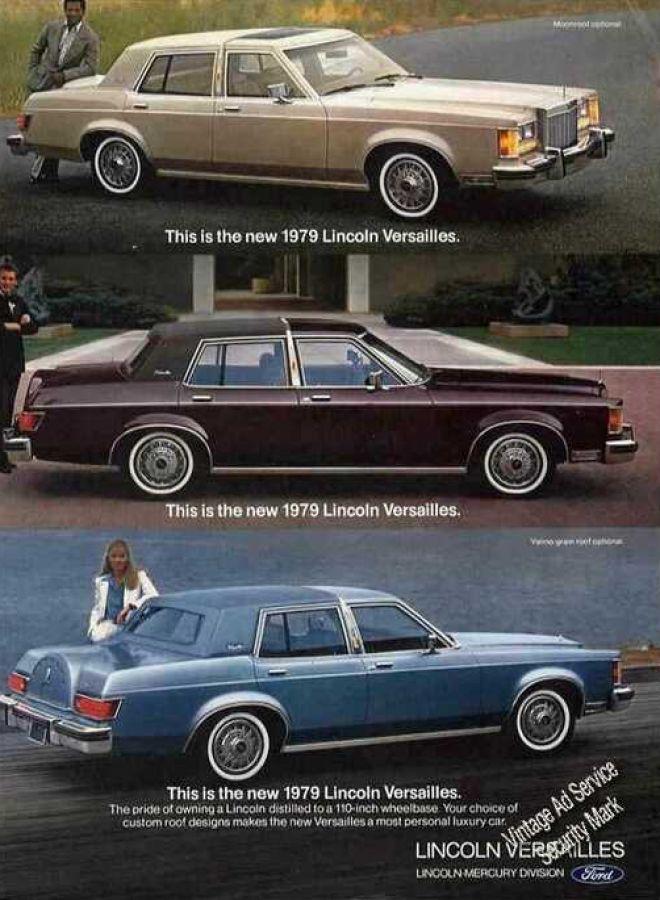 Moonroof optional.
This is the new 1979 Lincoln Versailles.
This is the new 1979 Lincoln Versailles.
Valino grain roof optional.
This is the new 1979 Lincoln Versailles.
The pride of owning a Lincoln distilled to a 110-inch wheelbase. Your choice of
custom roof designs makes the new Versailles a most personal luxury car.
Vintage Ad Service
Security Mark
LINCOLN VERSAILLES
LINCOLN-MERCURY DIVISION Ford